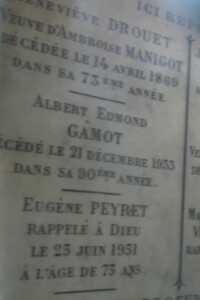 ICI REPO
GENEVIÈVE DROUET
VEUVE D'AMBROISE MANIGOT
DÉCÉDÉE LE 14 AVRIL 1869
DANS SA 73ÈME ANNÉE.
ALBERT EDMOND
GAMOT
DÉCÉDÉ LE 21 DÉCEMBRE 1935
DANS SA 90ÈME ANNÉE.
EUGÈNE PEYRET
RAPPELÉ À DIEU
LE 25 JUIN 1951
À L'ÂGE DE 75 ANS.